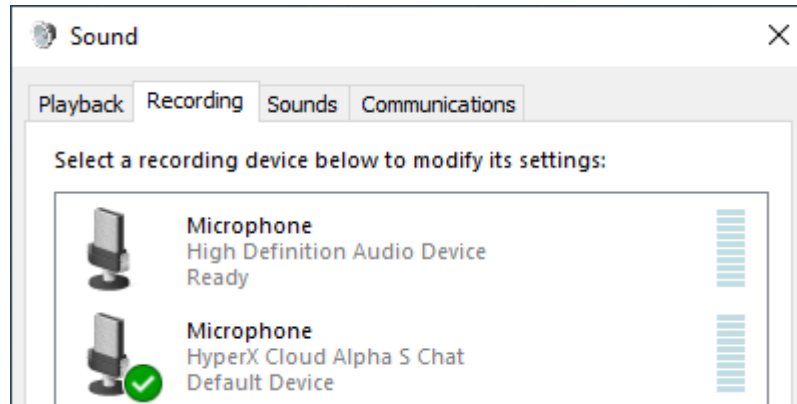 Sound
Playback Recording Sounds Communications
Select a recording device below to modify its settings:
Microphone
High Definition Audio Device
Ready
Microphone
HyperX Cloud Alpha S Chat
Default Device